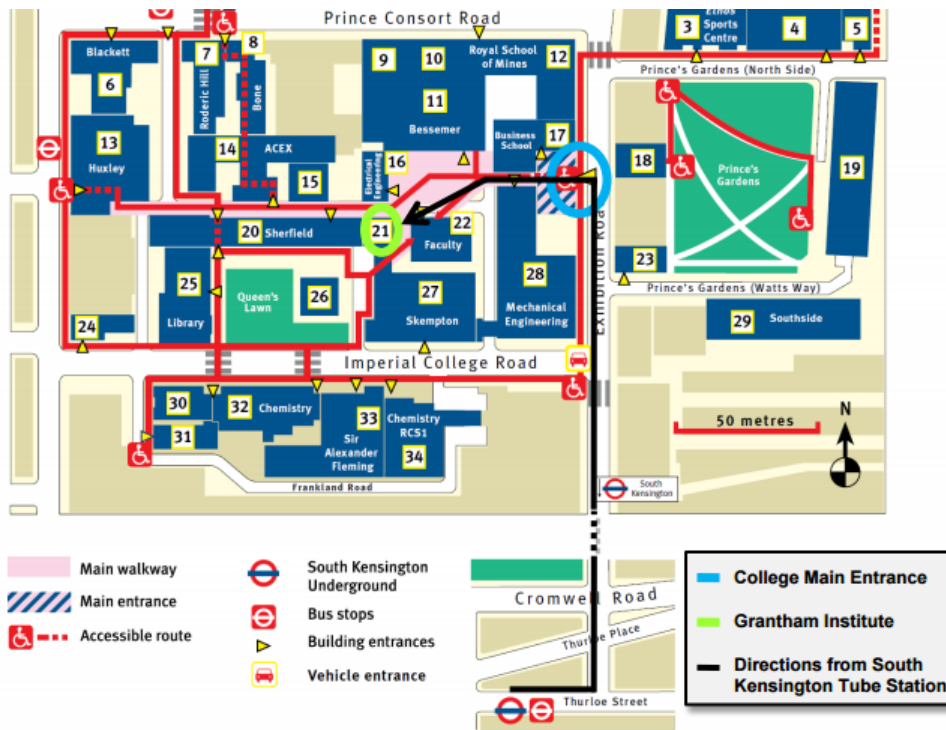 Prince Consort Road
Blackett
6
13
Huxley
7
Roderic Hill
8
Bone
14
ACEX
15
9
10
Royal School
of Mines
12
11
Bessemer
Business
School
17
16
Electrical
Engineering
Ethos
Sports
Centre
3
4
5
Prince's Gardens (North Side)
18
Prince's
Gardens
19
20
Sherfield
21
22
Faculty
23
Prince's Gardens (Watts Way)
25
Library
Queen's
Lawn
26
27
Skempton
28
Mechanical
Engineering
Exhibition Road
29
Southside
24
Imperial College Road
30
31
32
Chemistry
33
Sir
Alexander
Fleming
Chemistry
RCS1
34
Frankland Road
50 metres
N
South
Kensington
Cromwell Road
Thurloe Place
Thurloe Street
Main walkway
Main entrance
Accessible route
South Kensington
Underground
Bus stops
Building entrances
Vehicle entrance
College Main Entrance
Grantham Institute
Directions from South
Kensington Tube Station